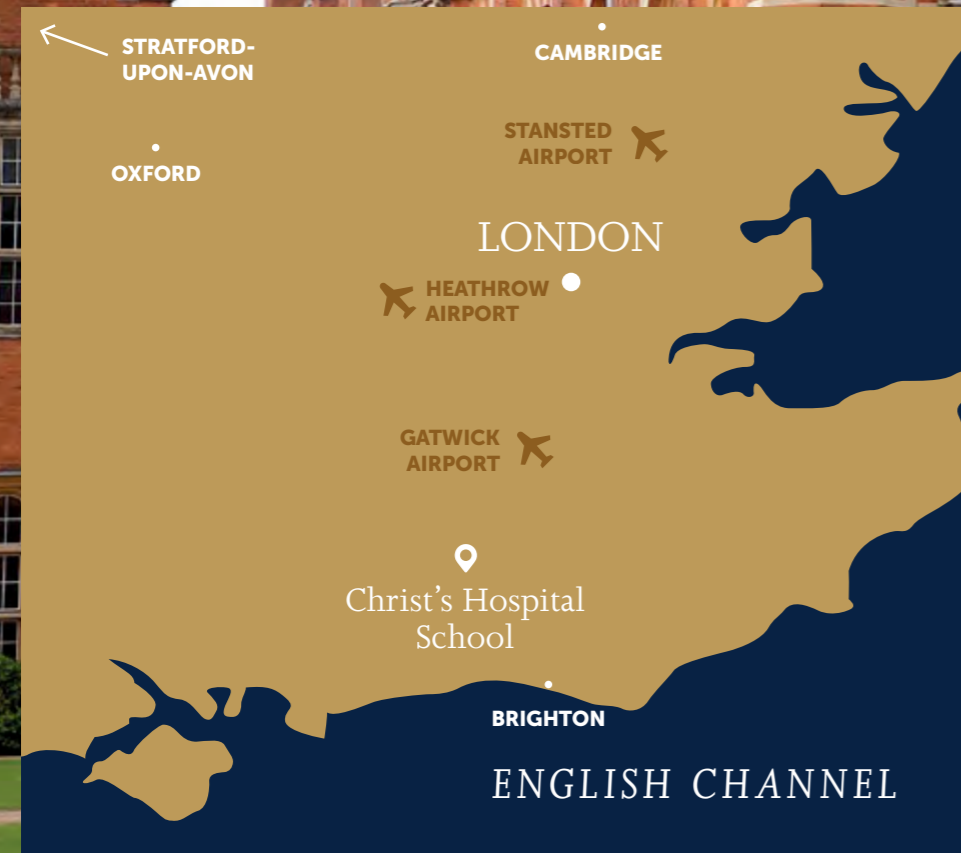 STRATFORD-
UPON-AVON
CAMBRIDGE
STANSTED
AIRPORT
OXFORD
LONDON
HEATHROW
AIRPORT
GATWICK
AIRPORT
Christ’s Hospital
School
BRIGHTON
ENGLISH CHANNEL